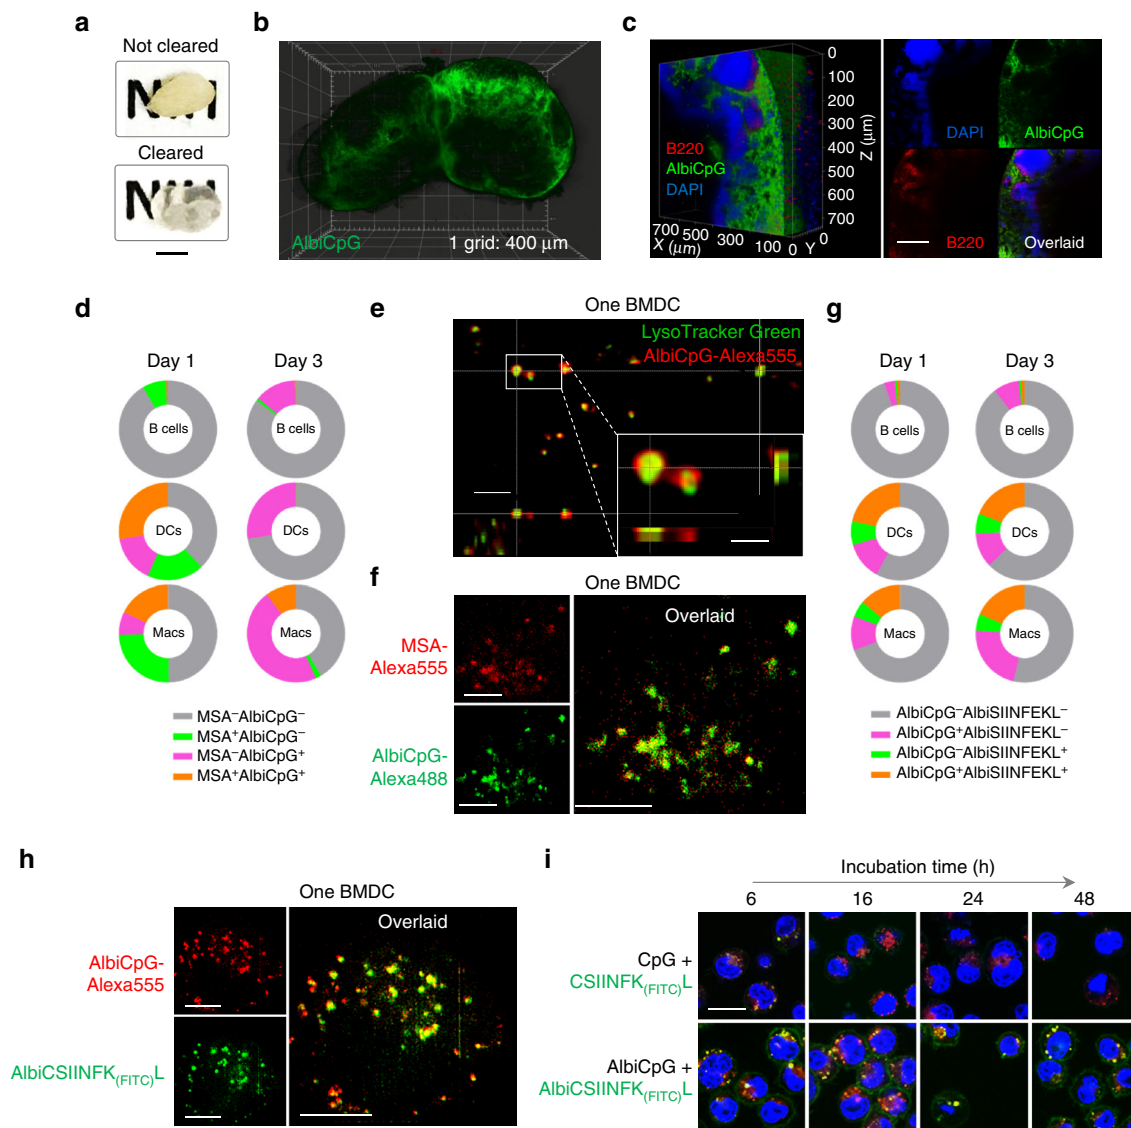 a
Not cleared
NIH
Cleared
NIH
b
AlbiCpG
1 grid: 400 µm
c
B220
AlbiCpG
DAPI
0
100
200
300
400
500
600
700
Z (µm)
700
500
300
100
0
0
X (µm)
Y
DAPI
AlbiCpG
B220
Overlaid
d
Day 1
Day 3
B cells
B cells
DCs
DCs
Macs
Macs
MSA⁻AlbiCpG⁻
MSA⁺AlbiCpG⁻
MSA⁻AlbiCpG⁺
MSA⁺AlbiCpG⁺
e
One BMDC
LysoTracker Green
AlbiCpG-Alexa555
f
One BMDC
MSA-
Alexa555
AlbiCpG-
Alexa488
Overlaid
g
Day 1
Day 3
B cells
B cells
DCs
DCs
Macs
Macs
AlbiCpG⁻AlbiSIINFEKL⁻
AlbiCpG⁺AlbiSIINFEKL⁻
AlbiCpG⁻AlbiSIINFEKL⁺
AlbiCpG⁺AlbiSIINFEKL⁺
h
One BMDC
AlbiCpG-
Alexa555
AlbiCSIINFK(FITC)L
Overlaid
i
Incubation time (h)
6 16 24 48
CpG +
CSIINFK(FITC)L
AlbiCpG +
AlbiCSIINFK(FITC)L